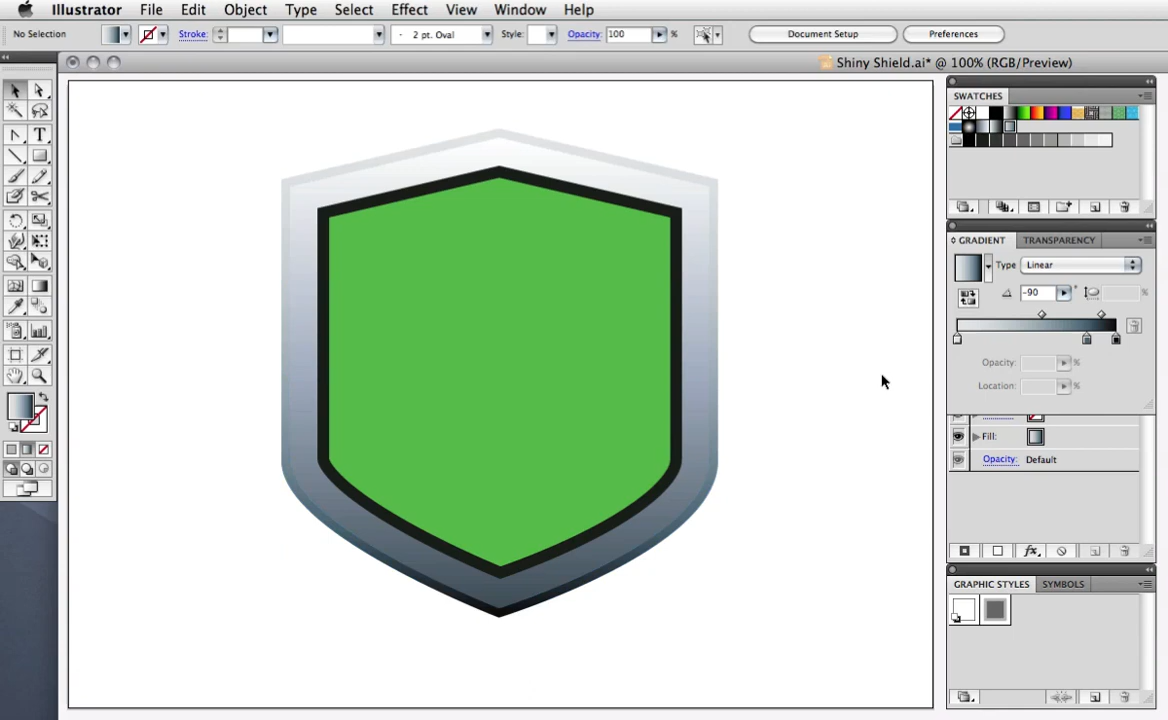 Illustrator File Edit Object Type Select Effect View Window Help
No Selection Stroke: 2 pt. Oval Style: Opacity: 100 % Document Setup Preferences
Shiny Shield.ai* @ 100% (RGB/Preview)
SWATCHES
GRADIENT TRANSPARENCY
Type Linear
-90 ° %
Opacity: %
Location: %
Fill:
Opacity: Default
GRAPHIC STYLES SYMBOLS